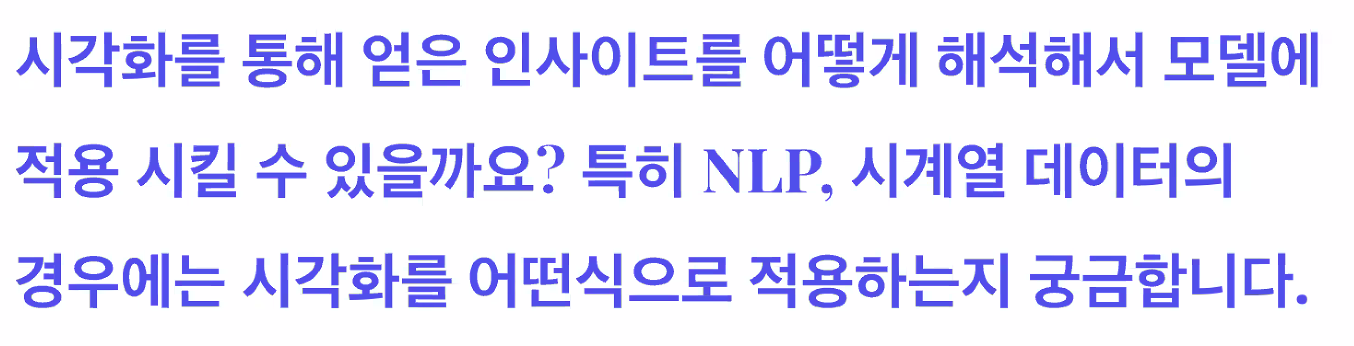 시각화를 통해 얻은 인사이트를 어떻게 해석해서 모델에
적용 시킬 수 있을까요? 특히 NLP, 시계열 데이터의
경우에는 시각화를 어떤식으로 적용하는지 궁금합니다.